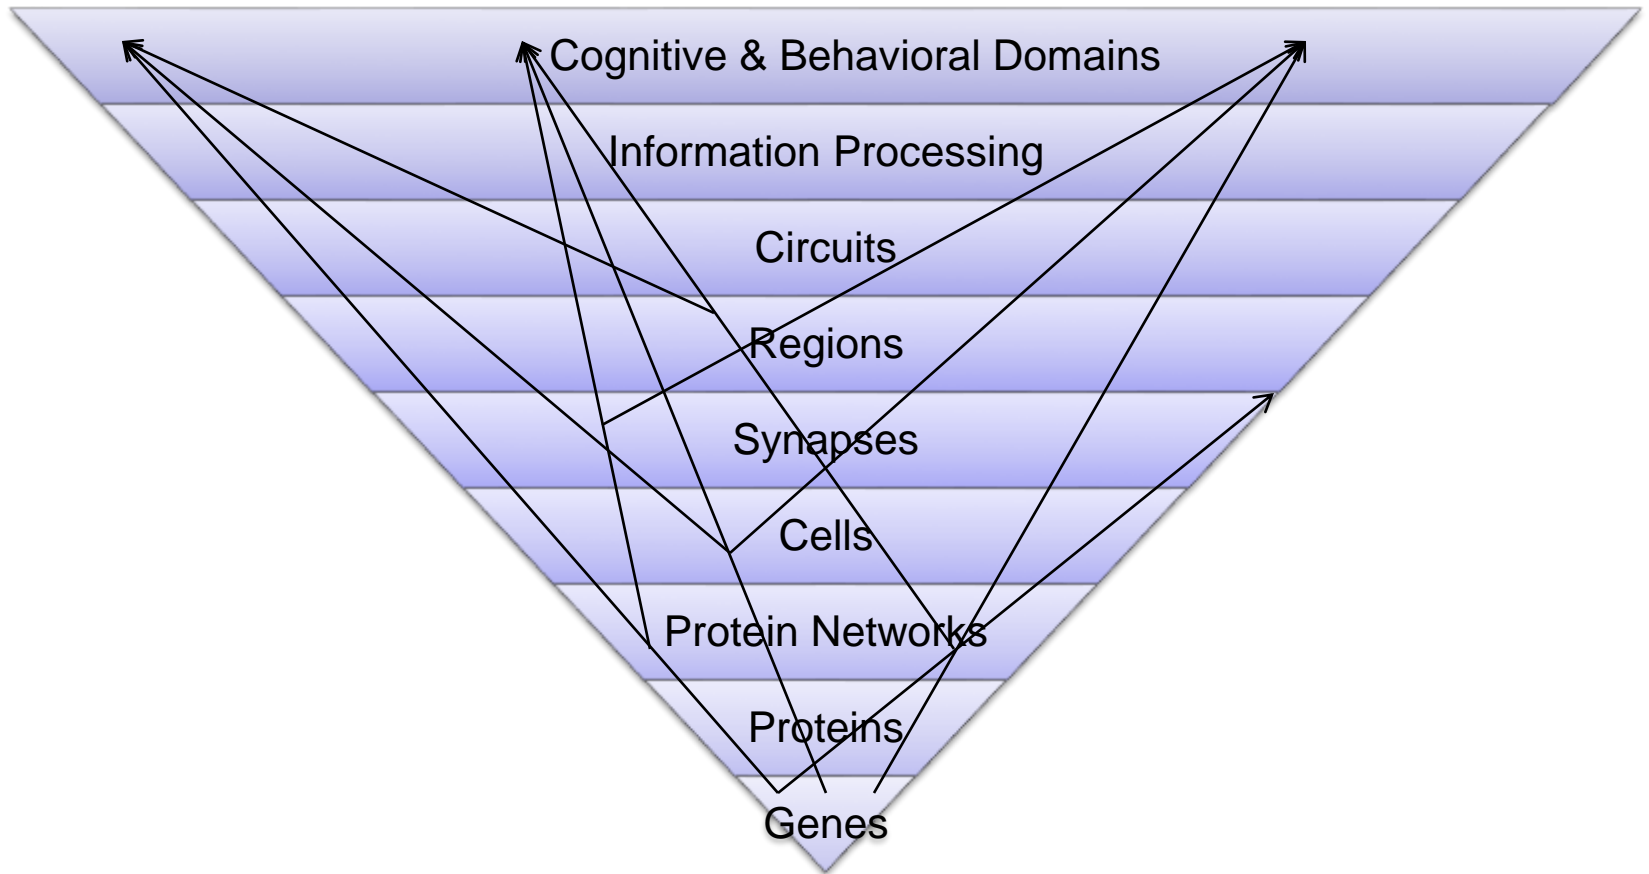 Cognitive & Behavioral Domains
Information Processing
Circuits
Regions
Synapses
Cells
Protein Networks
Proteins
Genes